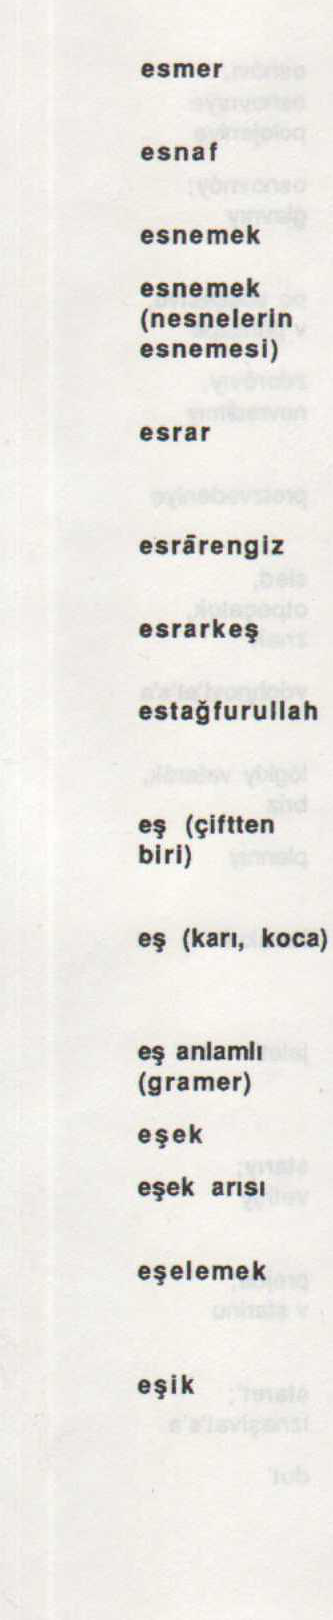 esmer
esnaf
esnemek
esnemek
(nesnelerin
esnemesi)
esrar
esrārengiz
esrarkeş
estağfurullah
eş (çiftten
biri)
eş (karı, koca)
eş anlamlı
(gramer)
eşek
eşek arısı
eşelemek
eşik